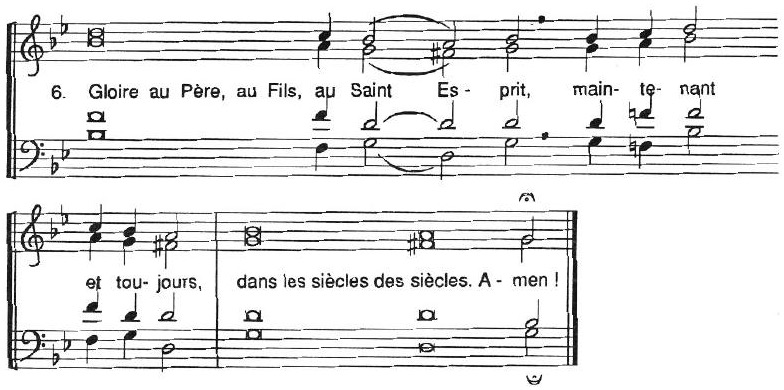 6. Gloire au Père, au Fils, au Saint Es - prit, main- te- nant
et tou- jours, dans les siècles des siècles. A - men !